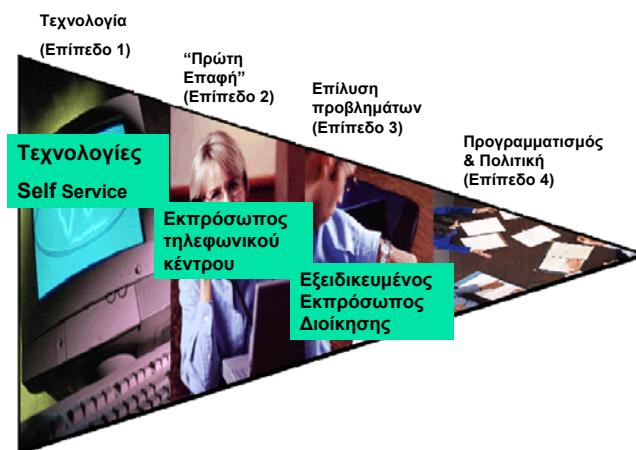 Τεχνολογία
(Επίπεδο 1)
“Πρώτη
Επαφή”
(Επίπεδο 2)
Επίλυση
προβλημάτων
(Επίπεδο 3)
Προγραμματισμός
& Πολιτική
(Επίπεδο 4)
Τεχνολογίες
Self Service
Εκπρόσωπος
τηλεφωνικού
κέντρου
Εξειδικευμένος
Εκπρόσωπος
Διοίκησης